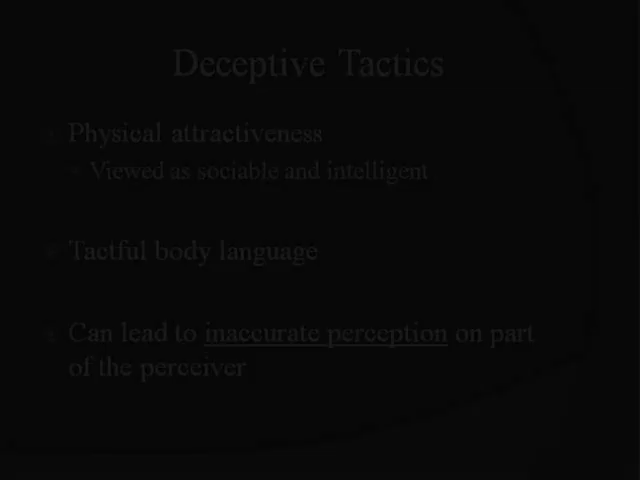 Deceptive Tactics
Physical attractiveness
Viewed as sociable and intelligent
Tactful body language
Can lead to inaccurate perception on part
of the perceiver